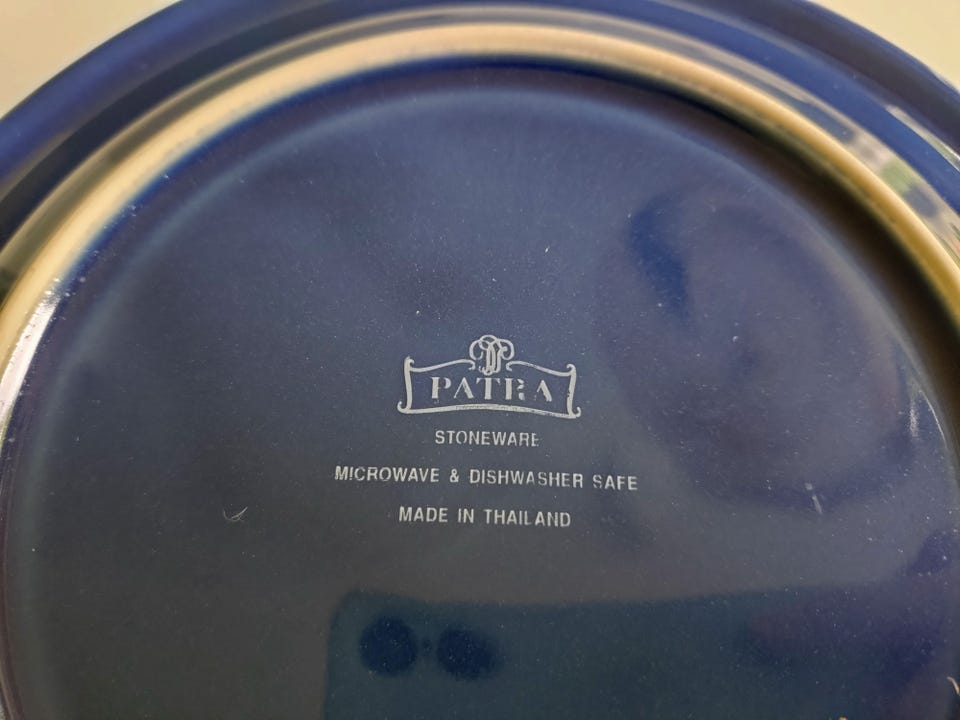 PATRA
STONEWARE
MICROWAVE & DISHWASHER SAFE
MADE IN THAILAND